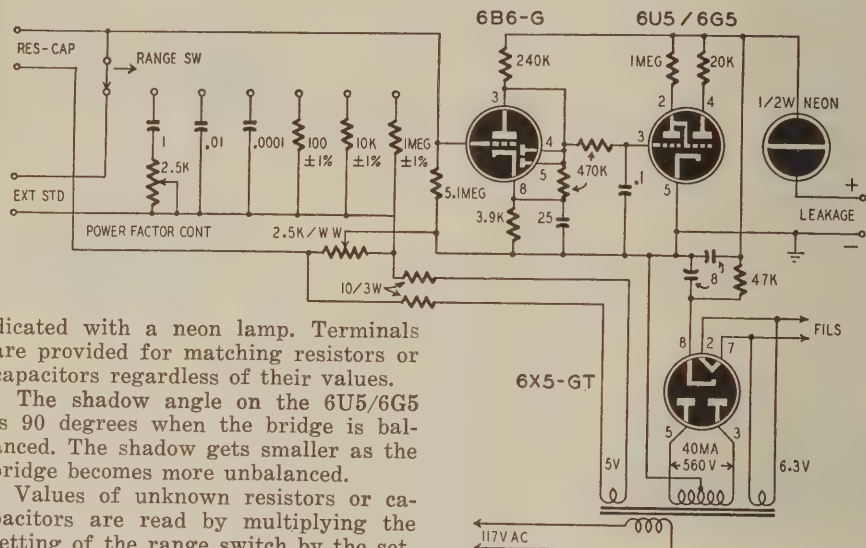 6B6-G
6U5/6G5
RES-CAP
RANGE SW
240K
1MEG
20K
1/2W NEON
3
2
4
1
.01
.0001
100
±1%
10K
±1%
1MEG
±1%
4
5
3
2.5K
5.1MEG
470K
.1
8
5
+
LEAKAGE
−
EXT STD
3.9K
25
POWER FACTOR CONT
2.5K/WW
8
47K
10/3W
8
2
7
FILS
6X5-GT
5
3
40MA
560V
5V
6.3V
117VAC
dicated with a neon lamp. Terminals
are provided for matching resistors or
capacitors regardless of their values.
The shadow angle on the 6U5/6G5
is 90 degrees when the bridge is bal-
anced. The shadow gets smaller as the
bridge becomes more unbalanced.
Values of unknown resistors or ca-
pacitors are read by multiplying the
setting of the range switch by the set-